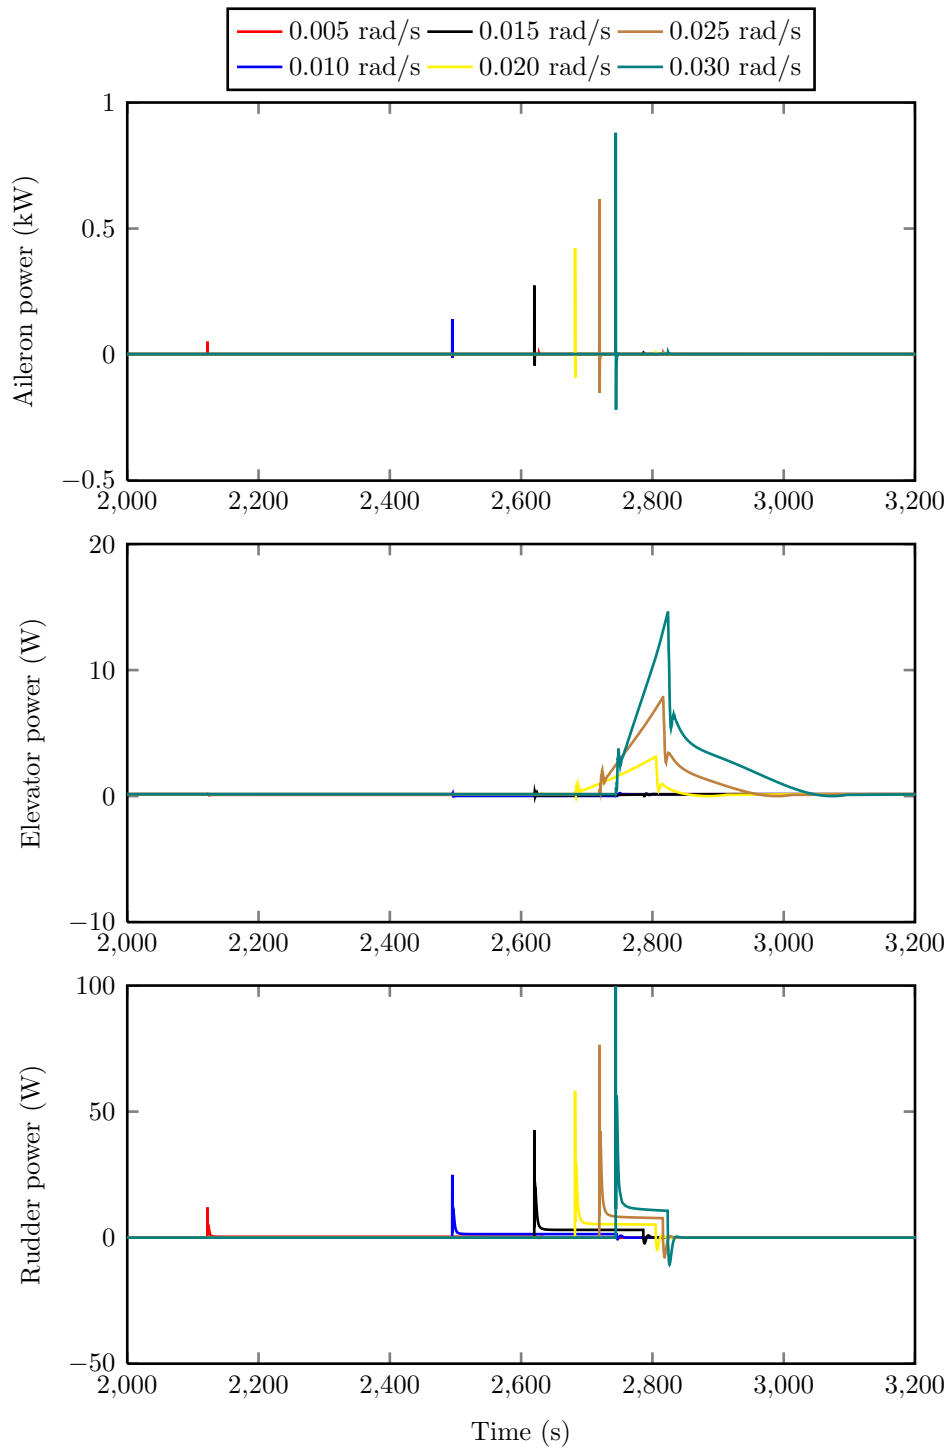 0.005 rad/s 0.015 rad/s 0.025 rad/s
0.010 rad/s 0.020 rad/s 0.030 rad/s
1
0.5
0
−0.5
Aileron power (kW)
2,000 2,200 2,400 2,600 2,800 3,000 3,200
20
10
0
−10
Elevator power (W)
2,000 2,200 2,400 2,600 2,800 3,000 3,200
100
50
0
−50
Rudder power (W)
2,000 2,200 2,400 2,600 2,800 3,000 3,200
Time (s)